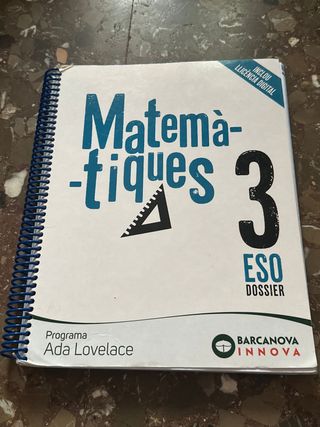 INCLOU
LLICÈNCIA DIGITAL
Matemà-
-tiques
3
ESO
DOSSIER
Programa
Ada Lovelace
BARCANOVA
INNOVA